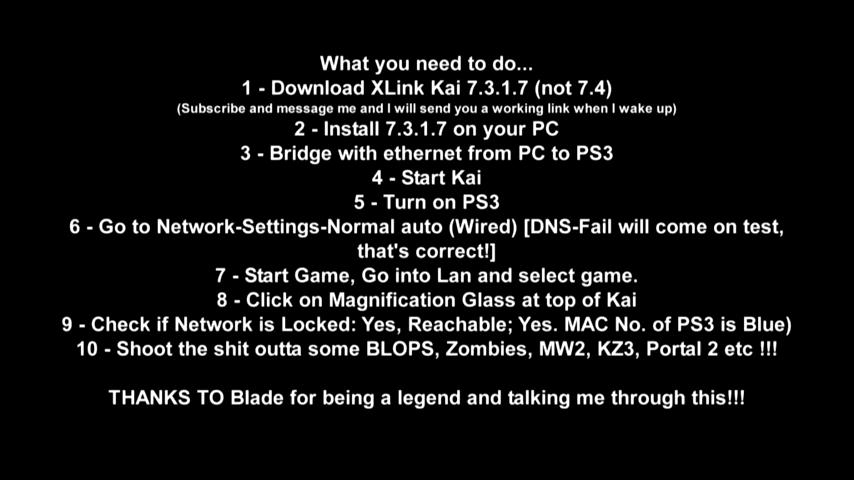 What you need to do...
1 - Download XLink Kai 7.3.1.7 (not 7.4)
(Subscribe and message me and I will send you a working link when I wake up)
2 - Install 7.3.1.7 on your PC
3 - Bridge with ethernet from PC to PS3
4 - Start Kai
5 - Turn on PS3
6 - Go to Network-Settings-Normal auto (Wired) [DNS-Fail will come on test,
that's correct!]
7 - Start Game, Go into Lan and select game.
8 - Click on Magnification Glass at top of Kai
9 - Check if Network is Locked: Yes, Reachable; Yes. MAC No. of PS3 is Blue)
10 - Shoot the shit outta some BLOPS, Zombies, MW2, KZ3, Portal 2 etc !!!
THANKS TO Blade for being a legend and talking me through this!!!